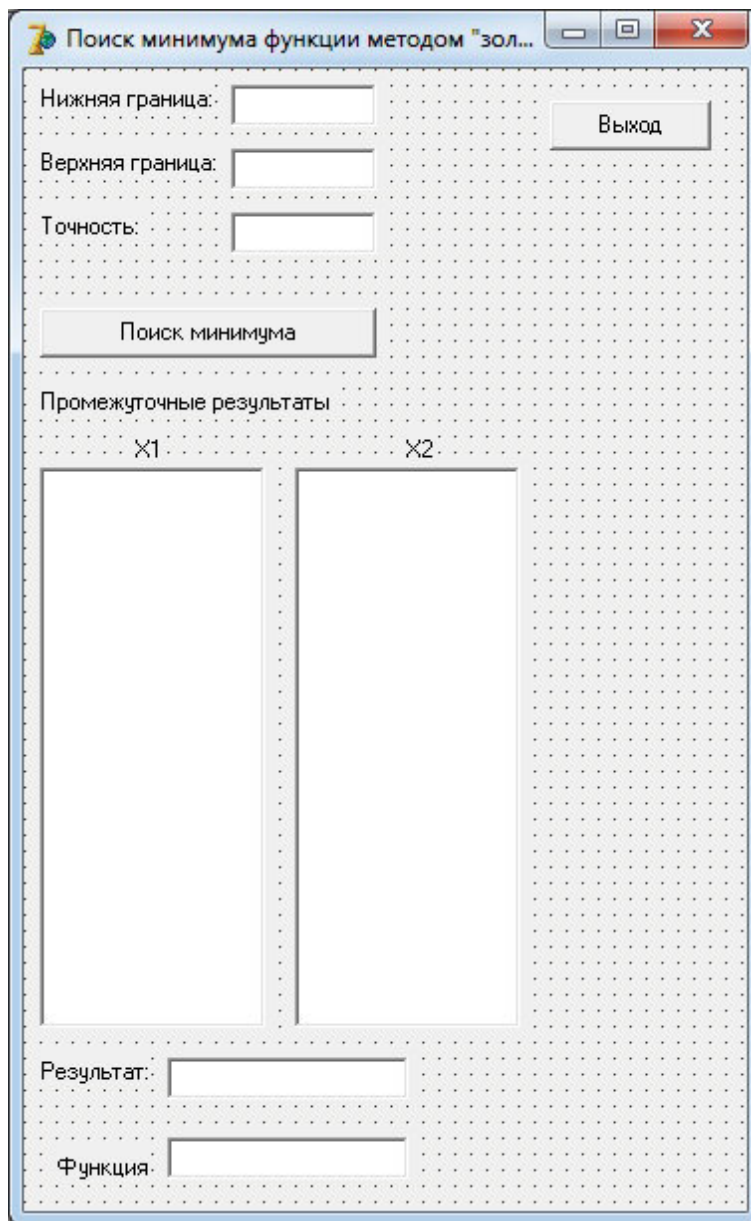 Поиск минимума функции методом "зол...
Нижняя граница:
Выход
Верхняя граница:
Точность:
Поиск минимума
Промежуточные результаты
X1 X2
Результат:
Функция